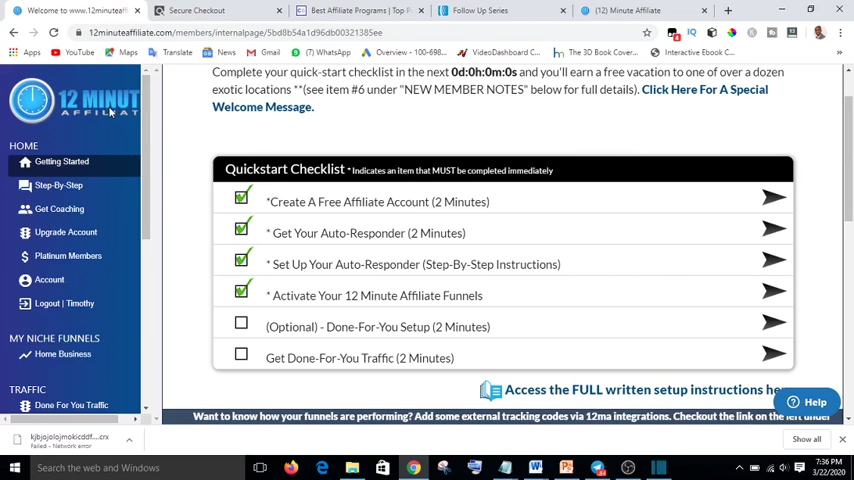 Welcome to www.12minuteaffili
Secure Checkout
Best Affiliate Programs | Top P
Follow Up Series
(12) Minute Affiliate
12minuteaffiliate.com/members/internalpage/5bd8b54a1d96db00321385ee
Apps
YouTube
Maps
Translate
News
Gmail
(7) WhatsApp
Overview – 100-698...
VideoDashboard C...
The 3D Book Cover...
Interactive Ebook C...
Complete your quick-start checklist in the next 0d:0h:0m:0s and you'll earn a free vacation to one of over a dozen
exotic locations **(see item #6 under "NEW MEMBER NOTES" below for full details). Click Here For A Special
Welcome Message.
12 MINUT
AFFILIAT
HOME
Getting Started
Step-By-Step
Get Coaching
Upgrade Account
Platinum Members
Account
Logout | Timothy
MY NICHE FUNNELS
Home Business
TRAFFIC
Done For You Traffic
Quickstart Checklist * Indicates an item that MUST be completed immediately
*Create A Free Affiliate Account (2 Minutes)
* Get Your Auto-Responder (2 Minutes)
* Set Up Your Auto-Responder (Step-By-Step Instructions)
* Activate Your 12 Minute Affiliate Funnels
(Optional) - Done-For-You Setup (2 Minutes)
Get Done-For-You Traffic (2 Minutes)
Access the FULL written setup instructions her
Want to know how your funnels are performing? Add some external tracking codes via 12ma integrations. Checkout the link on the left under
Help
kjbjojolojmokicddf....crx
Failed - Network error
Show all
Search the web and Windows
7:36 PM
3/22/2020